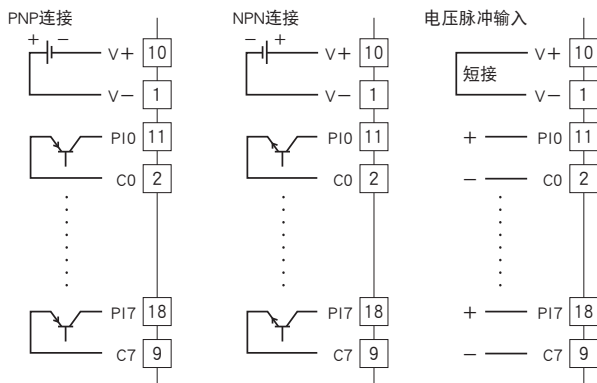 PNP连接
+ −
V+ 10
V− 1
PI0 11
C0 2
PI7 18
C7 9
NPN连接
− +
V+ 10
V− 1
PI0 11
C0 2
PI7 18
C7 9
电压脉冲输入
V+ 10
短接
V− 1
+ PI0 11
− C0 2
+ PI7 18
− C7 9